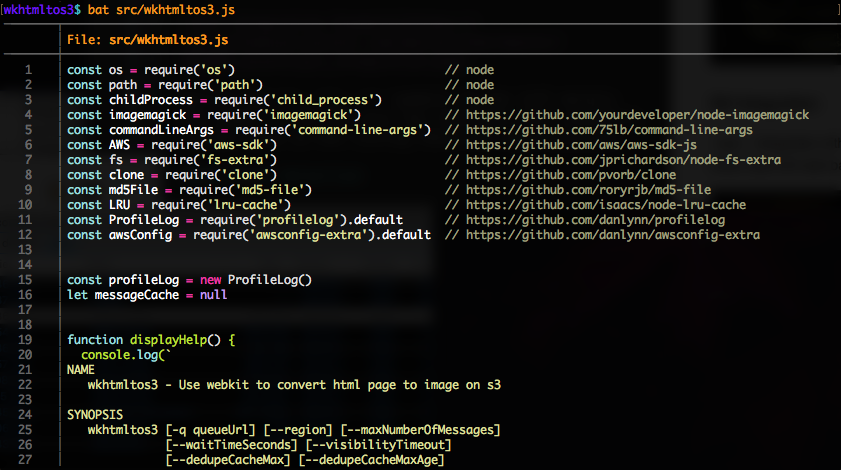 [wkhtmltos3$ bat src/wkhtmltos3.js ]
File: src/wkhtmltos3.js
1 const os = require('os') // node
2 const path = require('path') // node
3 const childProcess = require('child_process') // node
4 const imagemagick = require('imagemagick') // https://github.com/yourdeveloper/node-imagemagick
5 const commandLineArgs = require('command-line-args') // https://github.com/75lb/command-line-args
6 const AWS = require('aws-sdk') // https://github.com/aws/aws-sdk-js
7 const fs = require('fs-extra') // https://github.com/jprichardson/node-fs-extra
8 const clone = require('clone') // https://github.com/pvorb/clone
9 const md5File = require('md5-file') // https://github.com/roryrjb/md5-file
10 const LRU = require('lru-cache') // https://github.com/isaacs/node-lru-cache
11 const ProfileLog = require('profilelog').default // https://github.com/danlynn/profilelog
12 const awsConfig = require('awsconfig-extra').default // https://github.com/danlynn/awsconfig-extra
13
14
15 const profileLog = new ProfileLog()
16 let messageCache = null
17
18
19 function displayHelp() {
20 console.log(`
21 NAME
22 wkhtmltos3 - Use webkit to convert html page to image on s3
23
24 SYNOPSIS
25 wkhtmltos3 [-q queueUrl] [--region] [--maxNumberOfMessages]
26 [--waitTimeSeconds] [--visibilityTimeout]
27 [--dedupeCacheMax] [--dedupeCacheMaxAge]